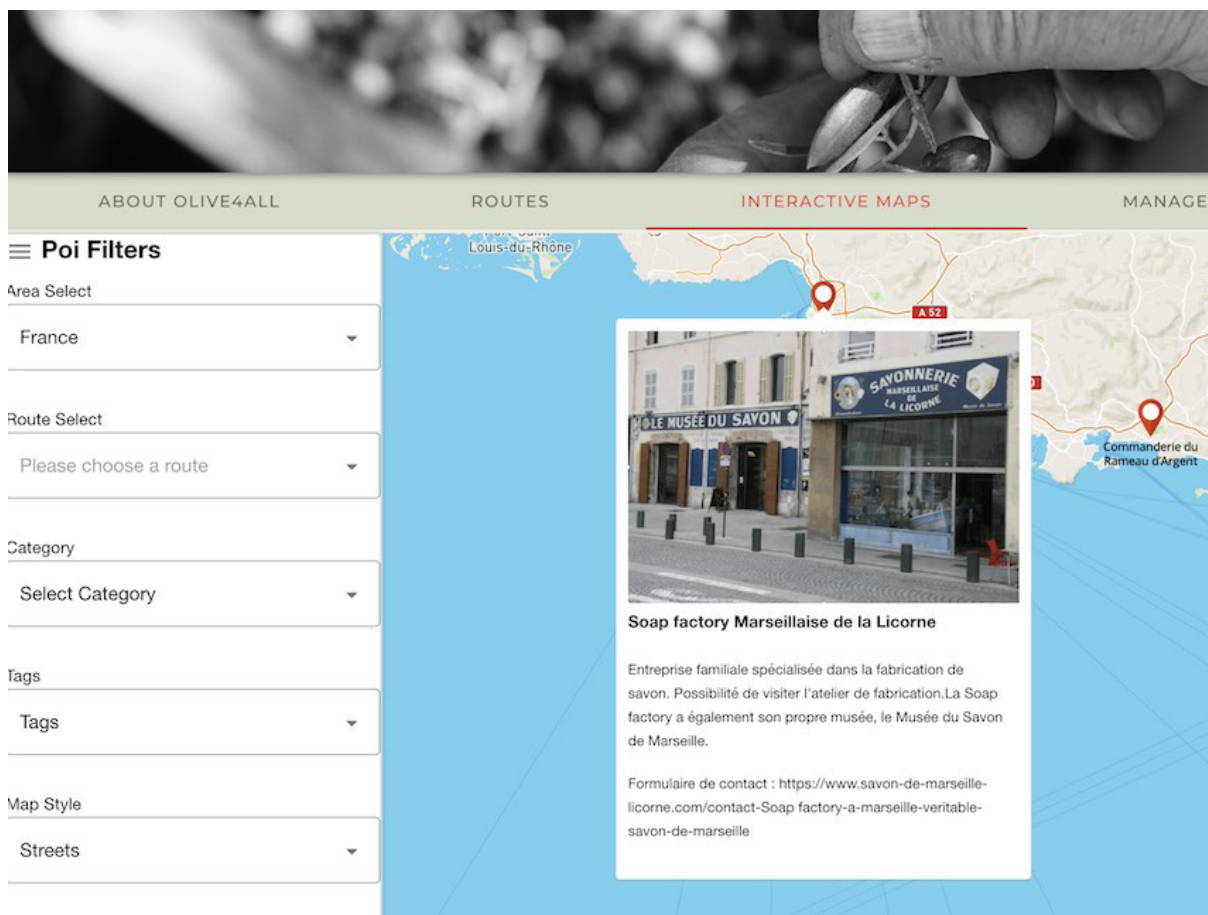 ABOUT OLIVE4ALL
ROUTES
INTERACTIVE MAPS
MANAGE
Poi Filters
Area Select
France
Route Select
Please choose a route
Category
Select Category
Tags
Tags
Map Style
Streets
Louis-du-Rhône
A 52
Commanderie du
Rameau d'Argent
LE MUSÉE DU SAVON
SAVONNERIE
MARSEILLAISE
DE
LA LICORNE
Soap factory Marseillaise de la Licorne
Entreprise familiale spécialisée dans la fabrication de
savon. Possibilité de visiter l'atelier de fabrication.La Soap
factory a également son propre musée, le Musée du Savon
de Marseille.
Formulaire de contact : https://www.savon-de-marseille-
licorne.com/contact-Soap factory-a-marseille-veritable-
savon-de-marseille